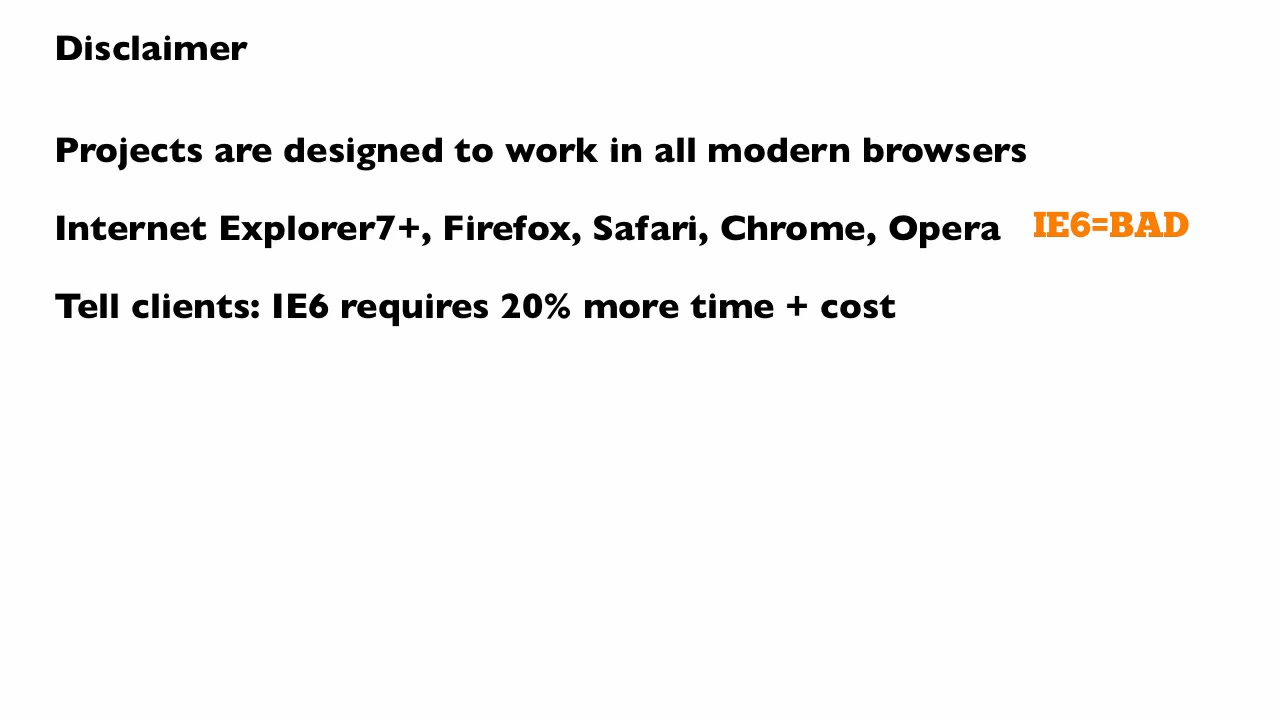 Disclaimer
Projects are designed to work in all modern browsers
Internet Explorer7+, Firefox, Safari, Chrome, Opera IE6=BAD
Tell clients: IE6 requires 20% more time + cost